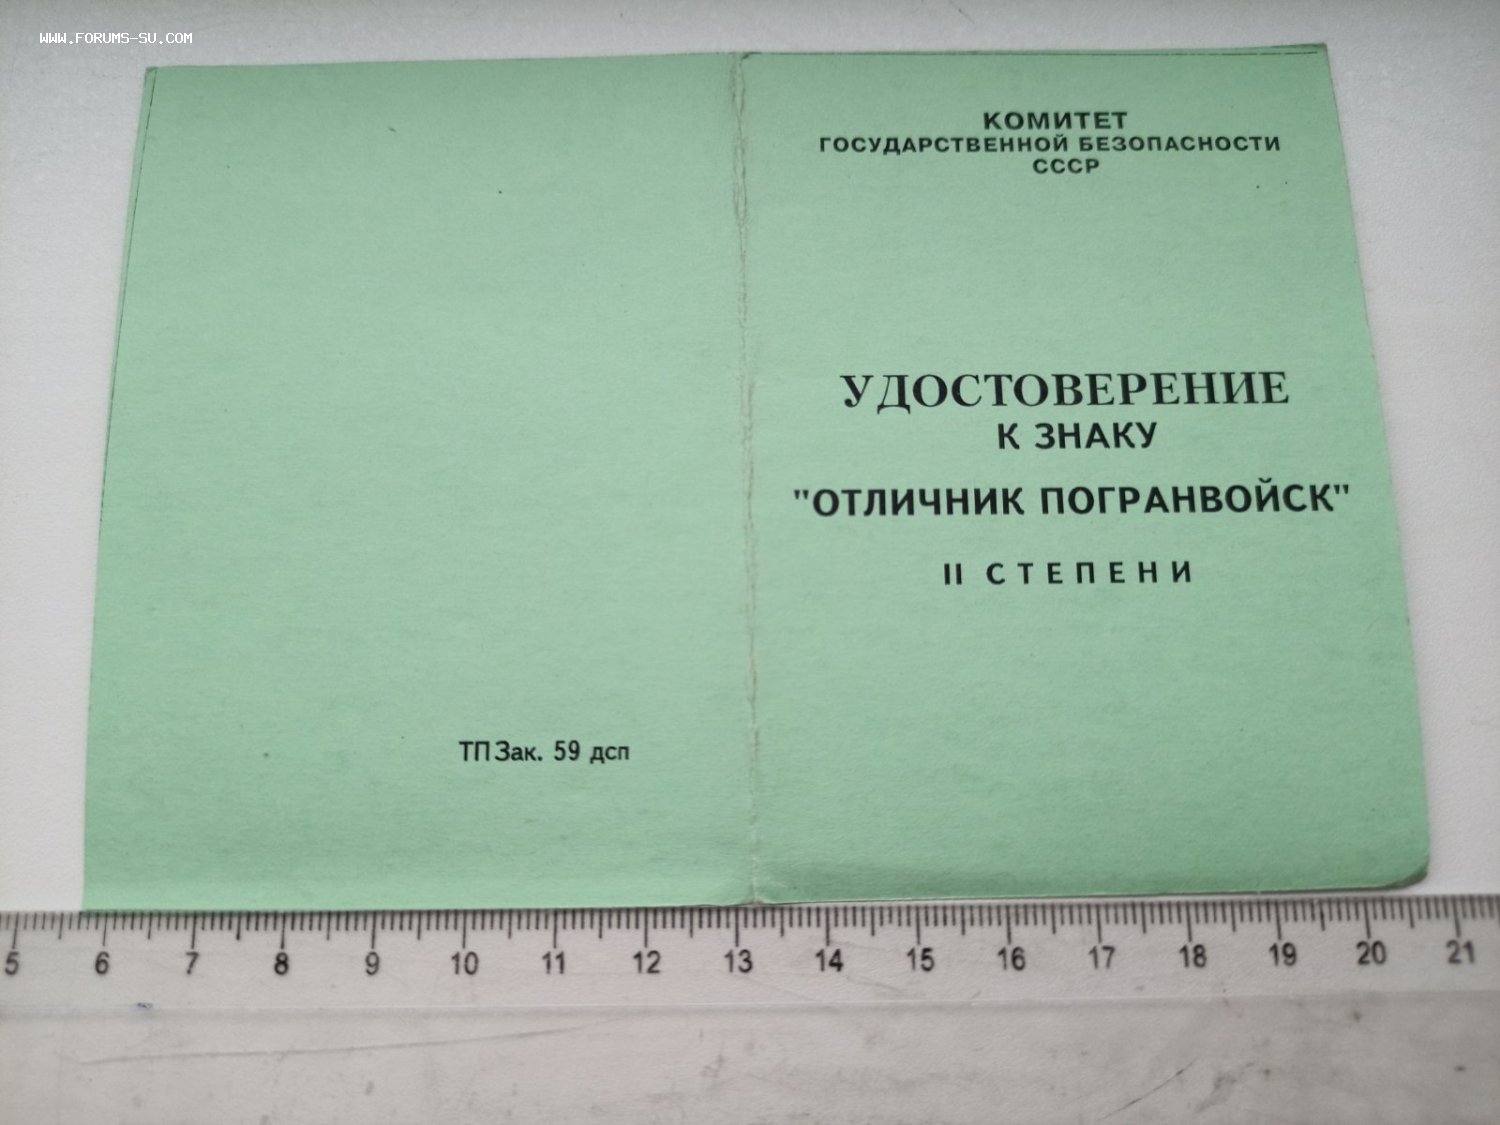 WWW.FORUMS-SU.COM
КОМИТЕТ
ГОСУДАРСТВЕННОЙ БЕЗОПАСНОСТИ
СССР
УДОСТОВЕРЕНИЕ
К ЗНАКУ
"ОТЛИЧНИК ПОГРАНВОЙСК"
II СТЕПЕНИ
ТП Зак. 59 дсп
5 6 7 8 9 10 11 12 13 14 15 16 17 18 19 20 21